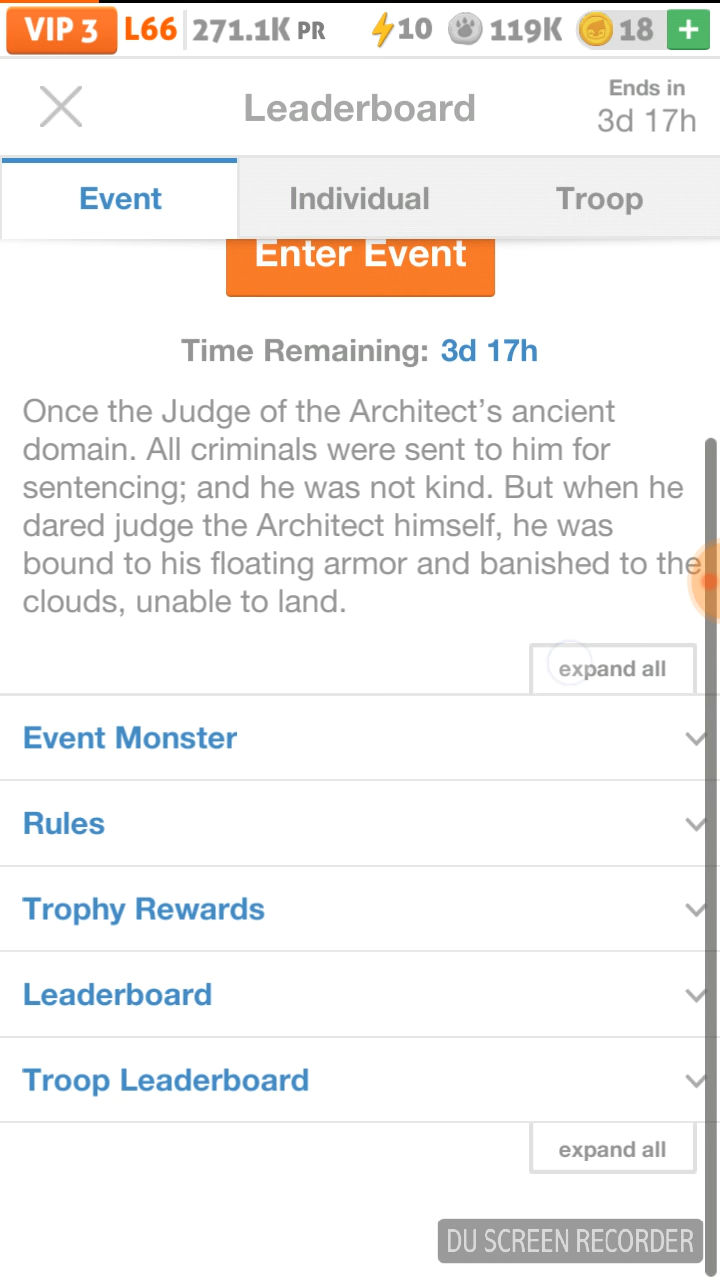 VIP 3 L66 271.1K PR 10 119K 18 +
Leaderboard
Ends in
3d 17h
Event Individual Troop
Enter Event
Time Remaining: 3d 17h
Once the Judge of the Architect’s ancient
domain. All criminals were sent to him for
sentencing; and he was not kind. But when he
dared judge the Architect himself, he was
bound to his floating armor and banished to the
clouds, unable to land.
expand all
Event Monster
Rules
Trophy Rewards
Leaderboard
Troop Leaderboard
expand all
DU SCREEN RECORDER